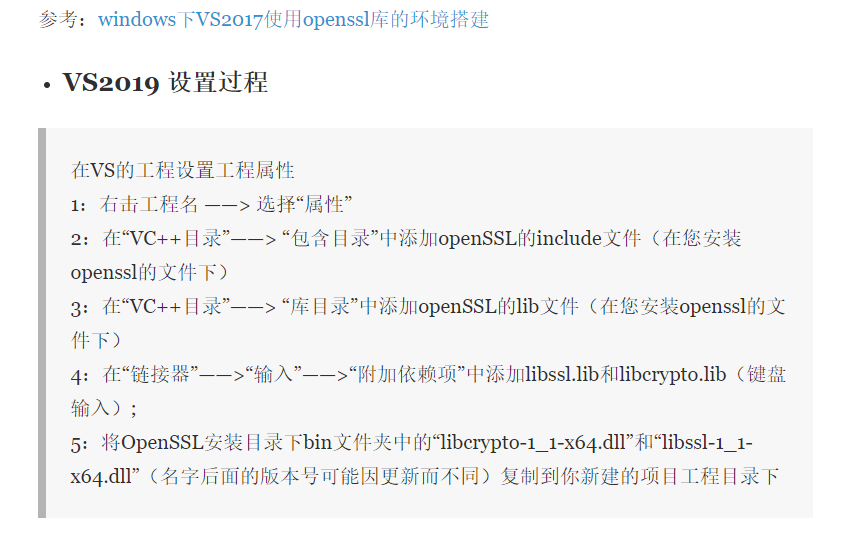 参考：windows下VS2017使用openssl库的环境搭建
• VS2019 设置过程
在VS的工程设置工程属性
1：右击工程名 ——> 选择“属性”
2：在“VC++目录”——> “包含目录”中添加openSSL的include文件（在您安装
openssl的文件下）
3：在“VC++目录”——> “库目录”中添加openSSL的lib文件（在您安装openssl的文
件下）
4：在“链接器”——>“输入”——>“附加依赖项”中添加libssl.lib和libcrypto.lib（键盘
输入）;
5：将OpenSSL安装目录下bin文件夹中的“libcrypto-1_1-x64.dll”和“libssl-1_1-
x64.dll”（名字后面的版本号可能因更新而不同）复制到你新建的项目工程目录下